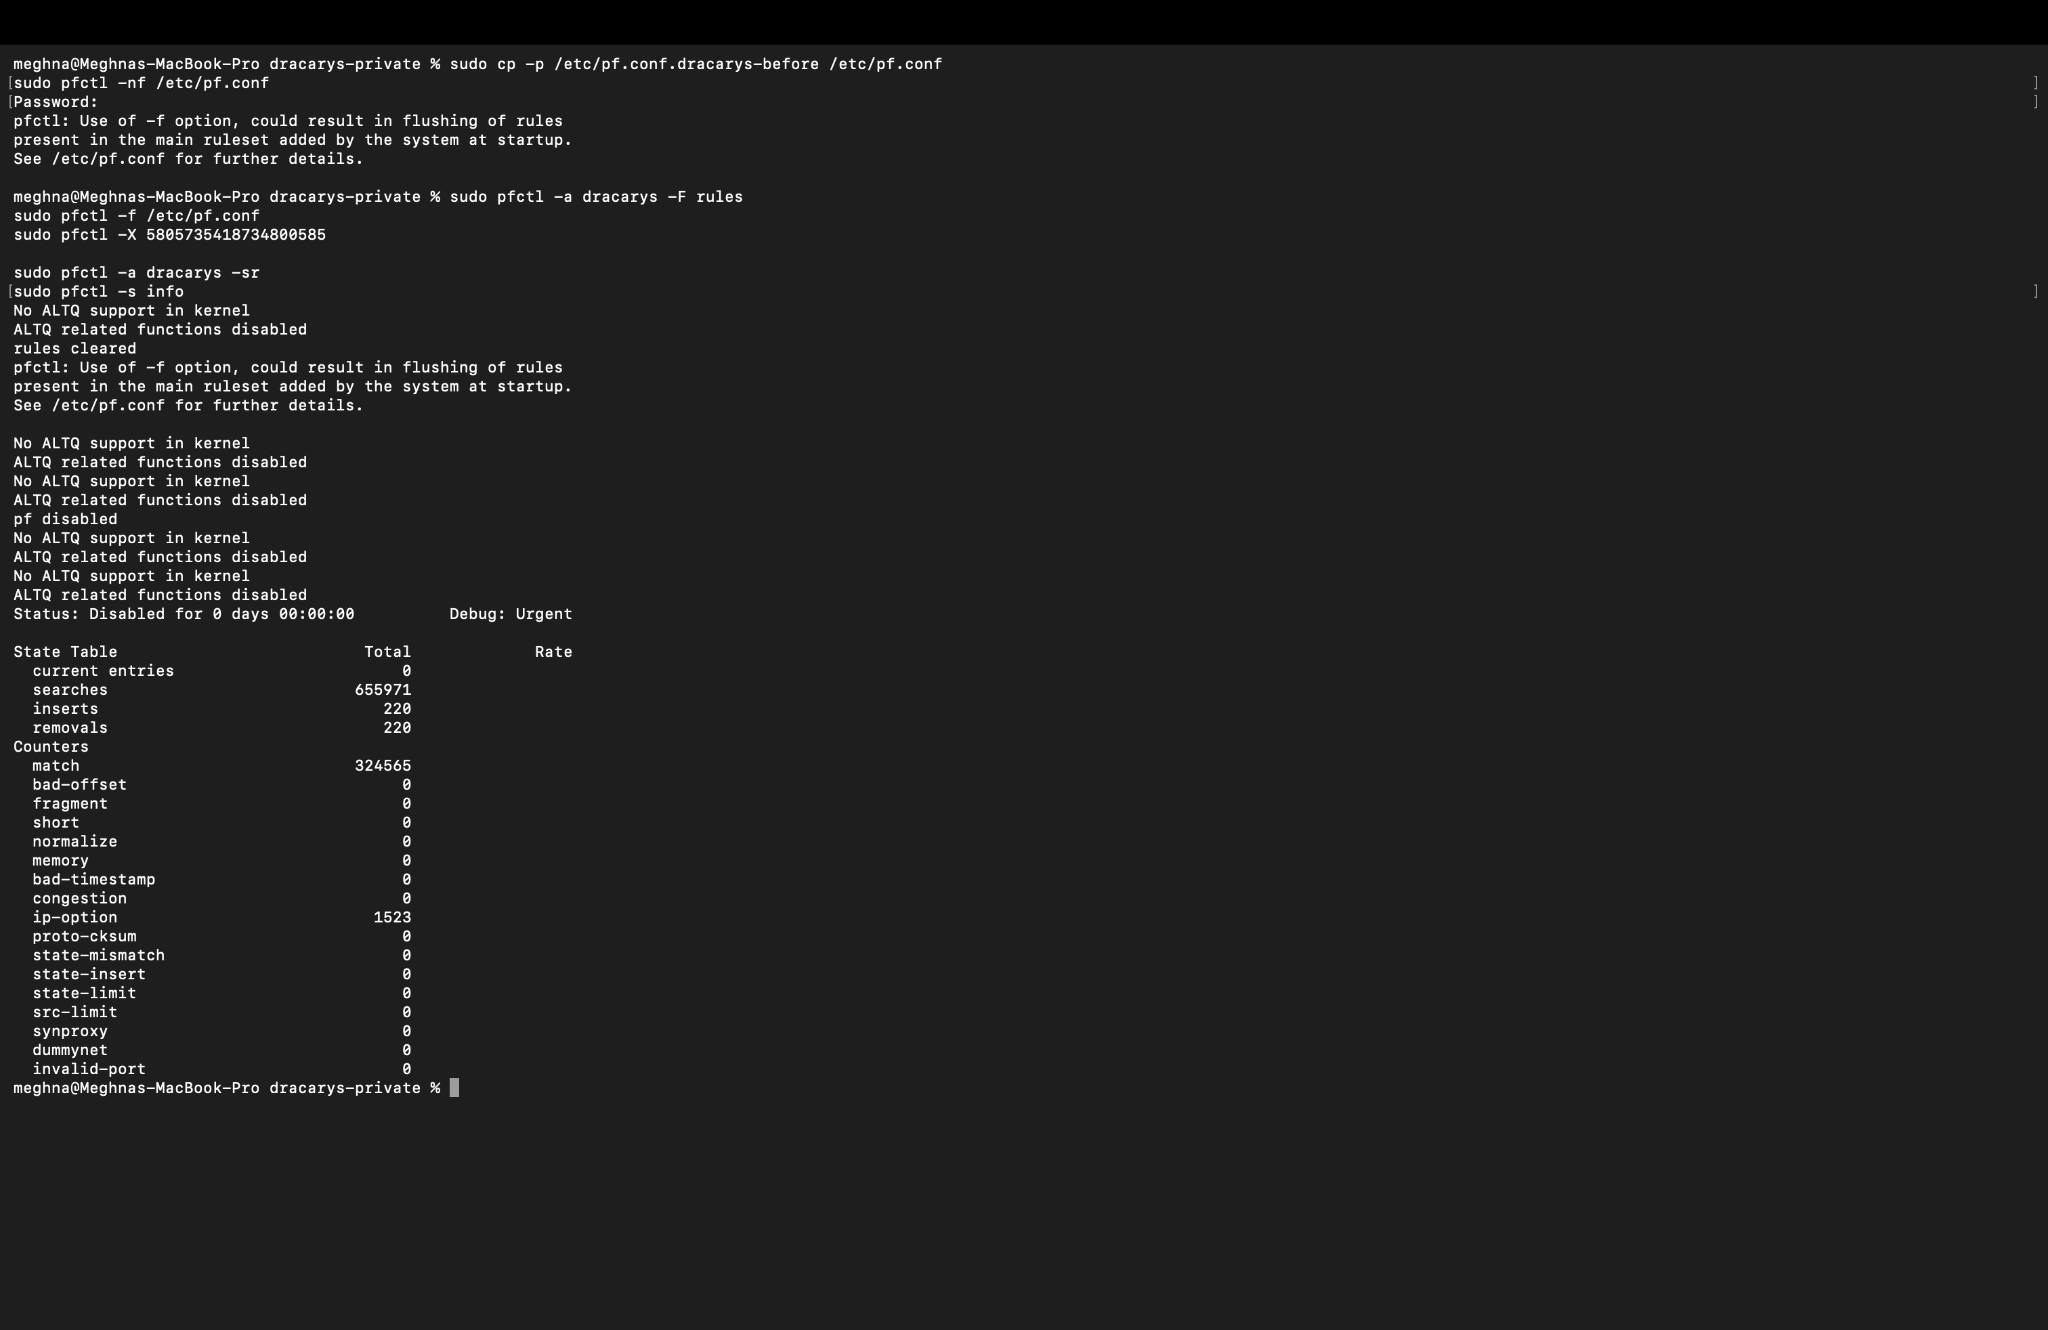 meghna@Meghnas-MacBook-Pro dracarys-private % sudo cp -p /etc/pf.conf.dracarys-before /etc/pf.conf
[sudo pfctl -nf /etc/pf.conf ]
[Password: ]
pfctl: Use of -f option, could result in flushing of rules
present in the main ruleset added by the system at startup.
See /etc/pf.conf for further details.
meghna@Meghnas-MacBook-Pro dracarys-private % sudo pfctl -a dracarys -F rules
sudo pfctl -f /etc/pf.conf
sudo pfctl -X 5805735418734800585
sudo pfctl -a dracarys -sr
[sudo pfctl -s info ]
No ALTQ support in kernel
ALTQ related functions disabled
rules cleared
pfctl: Use of -f option, could result in flushing of rules
present in the main ruleset added by the system at startup.
See /etc/pf.conf for further details.
No ALTQ support in kernel
ALTQ related functions disabled
No ALTQ support in kernel
ALTQ related functions disabled
pf disabled
No ALTQ support in kernel
ALTQ related functions disabled
No ALTQ support in kernel
ALTQ related functions disabled
Status: Disabled for 0 days 00:00:00 Debug: Urgent
State Table Total Rate
current entries 0
searches 655971
inserts 220
removals 220
Counters
match 324565
bad-offset 0
fragment 0
short 0
normalize 0
memory 0
bad-timestamp 0
congestion 0
ip-option 1523
proto-cksum 0
state-mismatch 0
state-insert 0
state-limit 0
src-limit 0
synproxy 0
dummynet 0
invalid-port 0
meghna@Meghnas-MacBook-Pro dracarys-private %